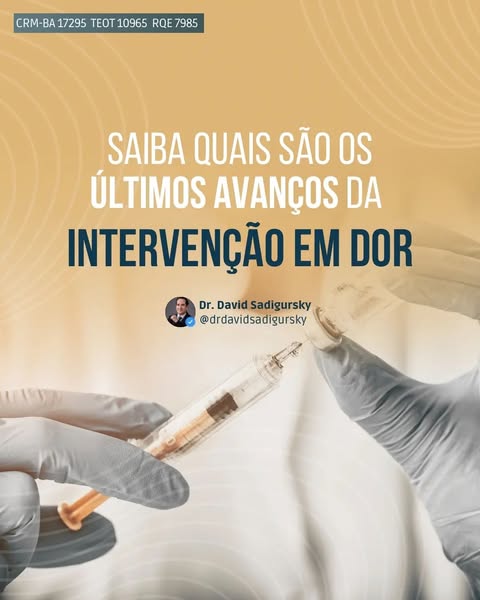 CRM-BA 17295 TEOT 10965 RQE 7985
SAIBA QUAIS SÃO OS
ÚLTIMOS AVANÇOS DA
INTERVENÇÃO EM DOR
Dr. David Sadigursky
@drdavidsadigursky